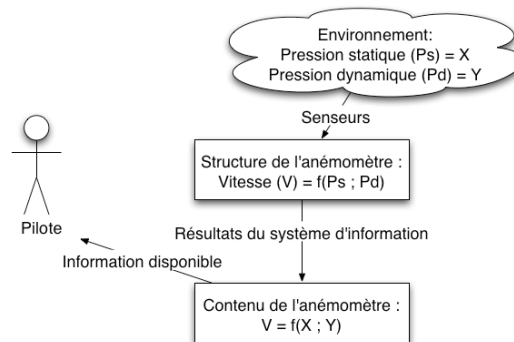 Environnement:
Pression statique (Ps) = X
Pression dynamique (Pd) = Y
Senseurs
Structure de l'anémomètre :
Vitesse (V) = f(Ps ; Pd)
Pilote
Résultats du système d'information
Information disponible
Contenu de l'anémomètre :
V = f(X ; Y)